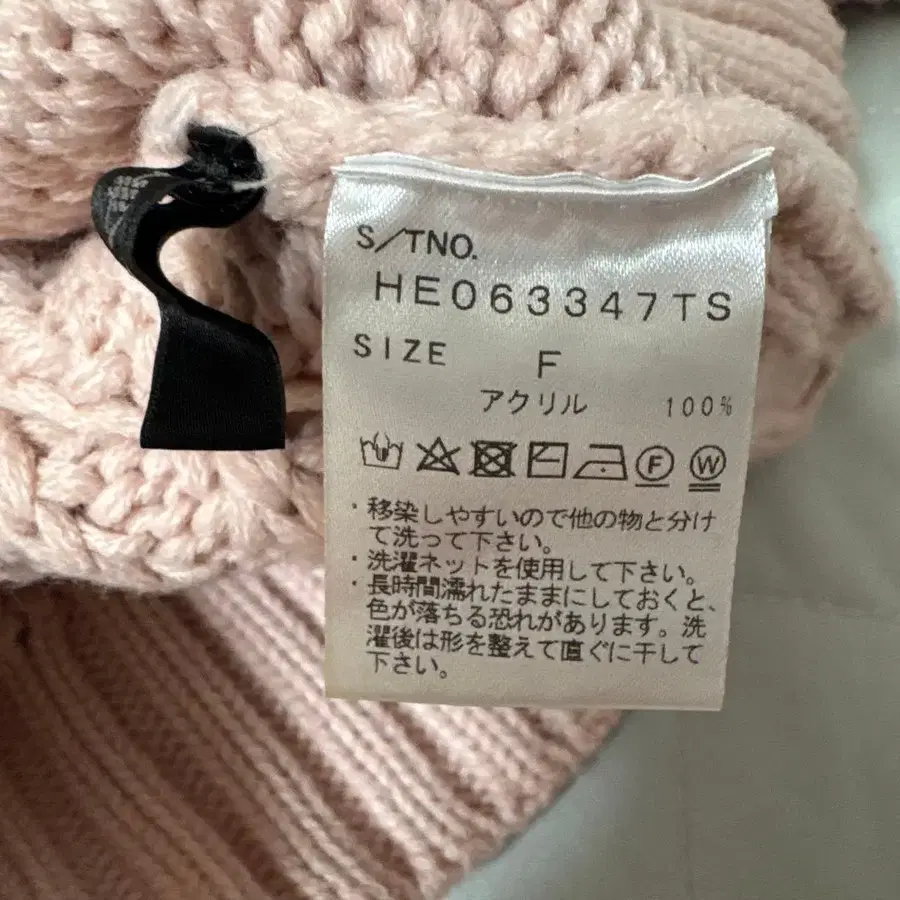 S/TNO.
HE063347TS
SIZE F
アクリル 100%
F W
・移染しやすいので他の物と分け
て洗って下さい。
・洗濯ネットを使用して下さい。
・長時間濡れたままにしておくと、
色が落ちる恐れがあります。洗
濯後は形を整えて直ぐに干して
下さい。